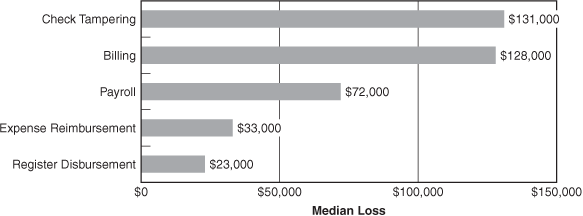 Check Tampering $131,000
Billing $128,000
Payroll $72,000
Expense Reimbursement $33,000
Register Disbursement $23,000
$0 $50,000 $100,000 $150,000
Median Loss